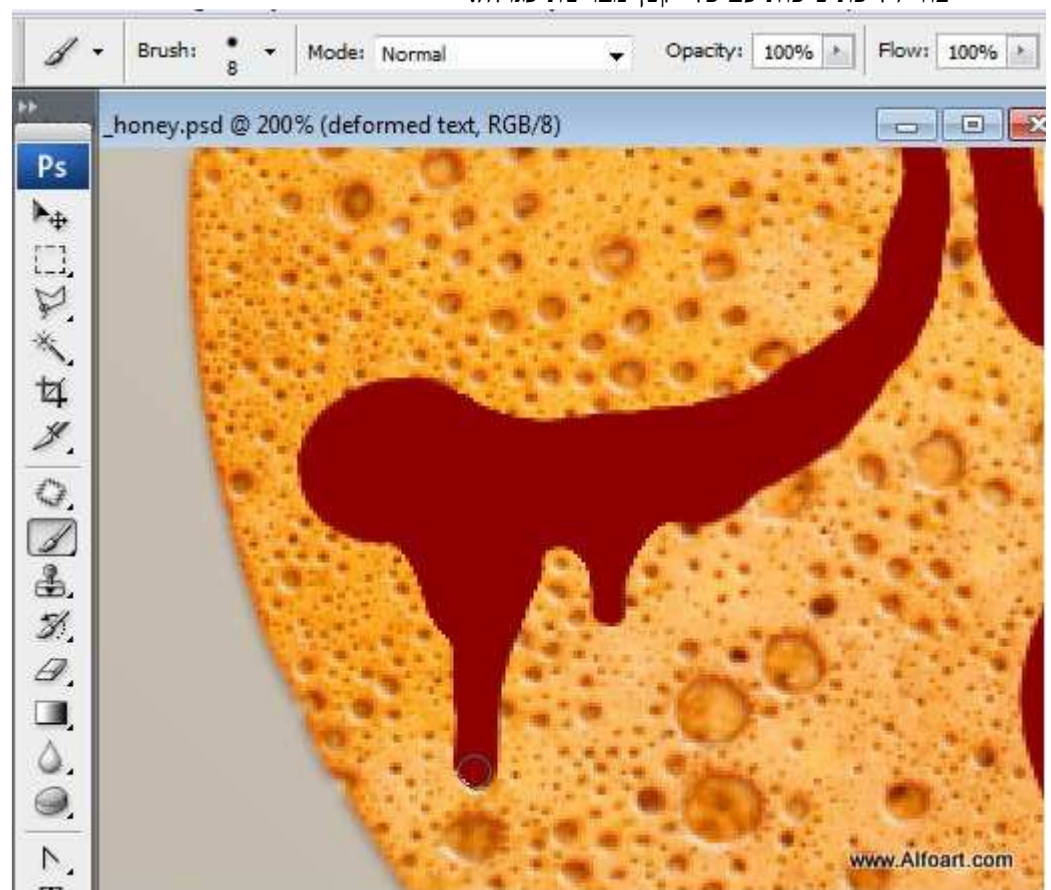 Brush: 8 Mode: Normal Opacity: 100% Flow: 100%
_honey.psd @ 200% (deformed text, RGB/8)
Ps
www.Alfoart.com